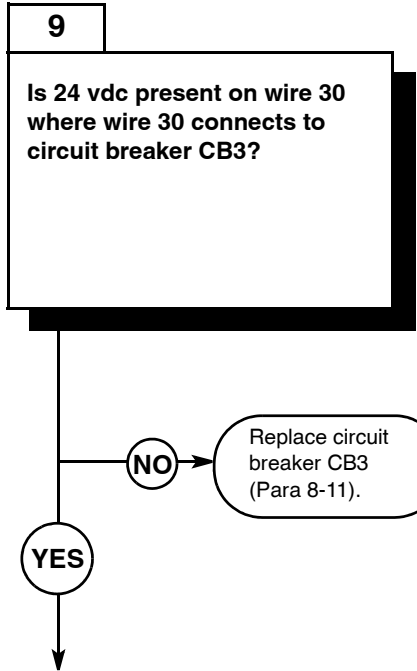 9
Is 24 vdc present on wire 30
where wire 30 connects to
circuit breaker CB3?
NO
Replace circuit
breaker CB3
(Para 8-11).
YES